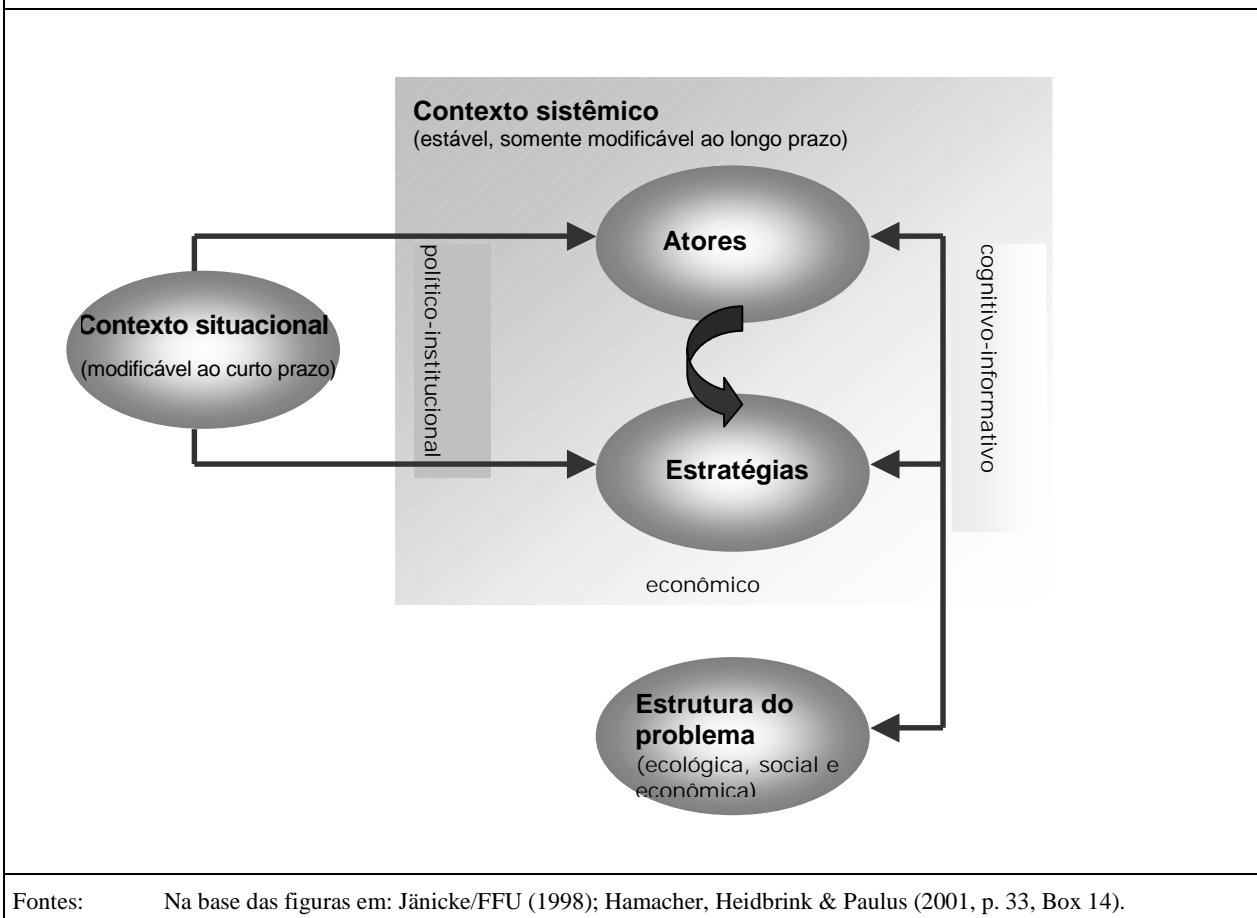 Contexto sistêmico
(estável, somente modificável ao longo prazo)
Atores
político-institucional
cognitivo-informativo
Contexto situacional
(modificável ao curto prazo)
Estratégias
econômico
Estrutura do
problema
(ecológica, social e
econômica)
Fontes: Na base das figuras em: Jänicke/FFU (1998); Hamacher, Heidbrink & Paulus (2001, p. 33, Box 14).